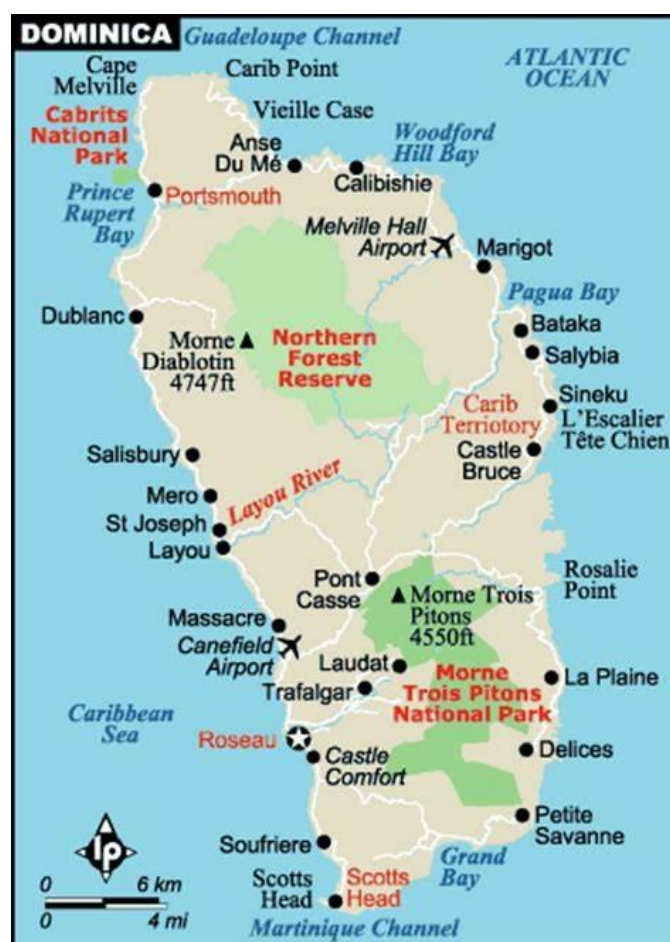 DOMINICA
Guadeloupe Channel
ATLANTIC
OCEAN
Cape
Melville
Carib Point
Cabrits
National
Park
Vieille Case
Anse
Du Mé
Woodford
Hill Bay
Calibishie
Prince
Rupert
Bay
Portsmouth
Melville Hall
Airport
Marigot
Pagua Bay
Dublanc
Morne
Diablotin
4747ft
Northern
Forest
Reserve
Bataka
Salybia
Sineku
L'Escalier
Tête Chien
Carib
Terriotory
Castle
Bruce
Salisbury
Mero
Layou River
St Joseph
Layou
Pont
Casse
Morne Trois
Pitons
4550ft
Rosalie
Point
Massacre
Canefield
Airport
Laudat
Trafalgar
Morne
Trois Pitons
National Park
La Plaine
Caribbean
Sea
Roseau
Castle
Comfort
Delices
Petite
Savanne
Soufriere
Grand
Bay
Scotts
Head
Scotts
Head
Martinique Channel
lp
0 6 km
0 4 mi